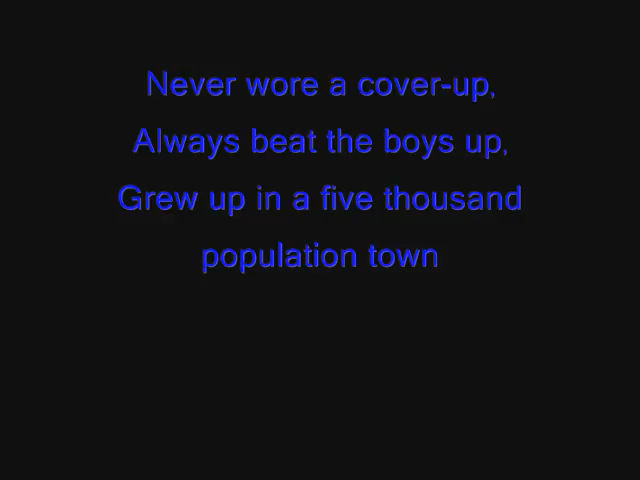 Never wore a cover-up,
Always beat the boys up,
Grew up in a five thousand
population town